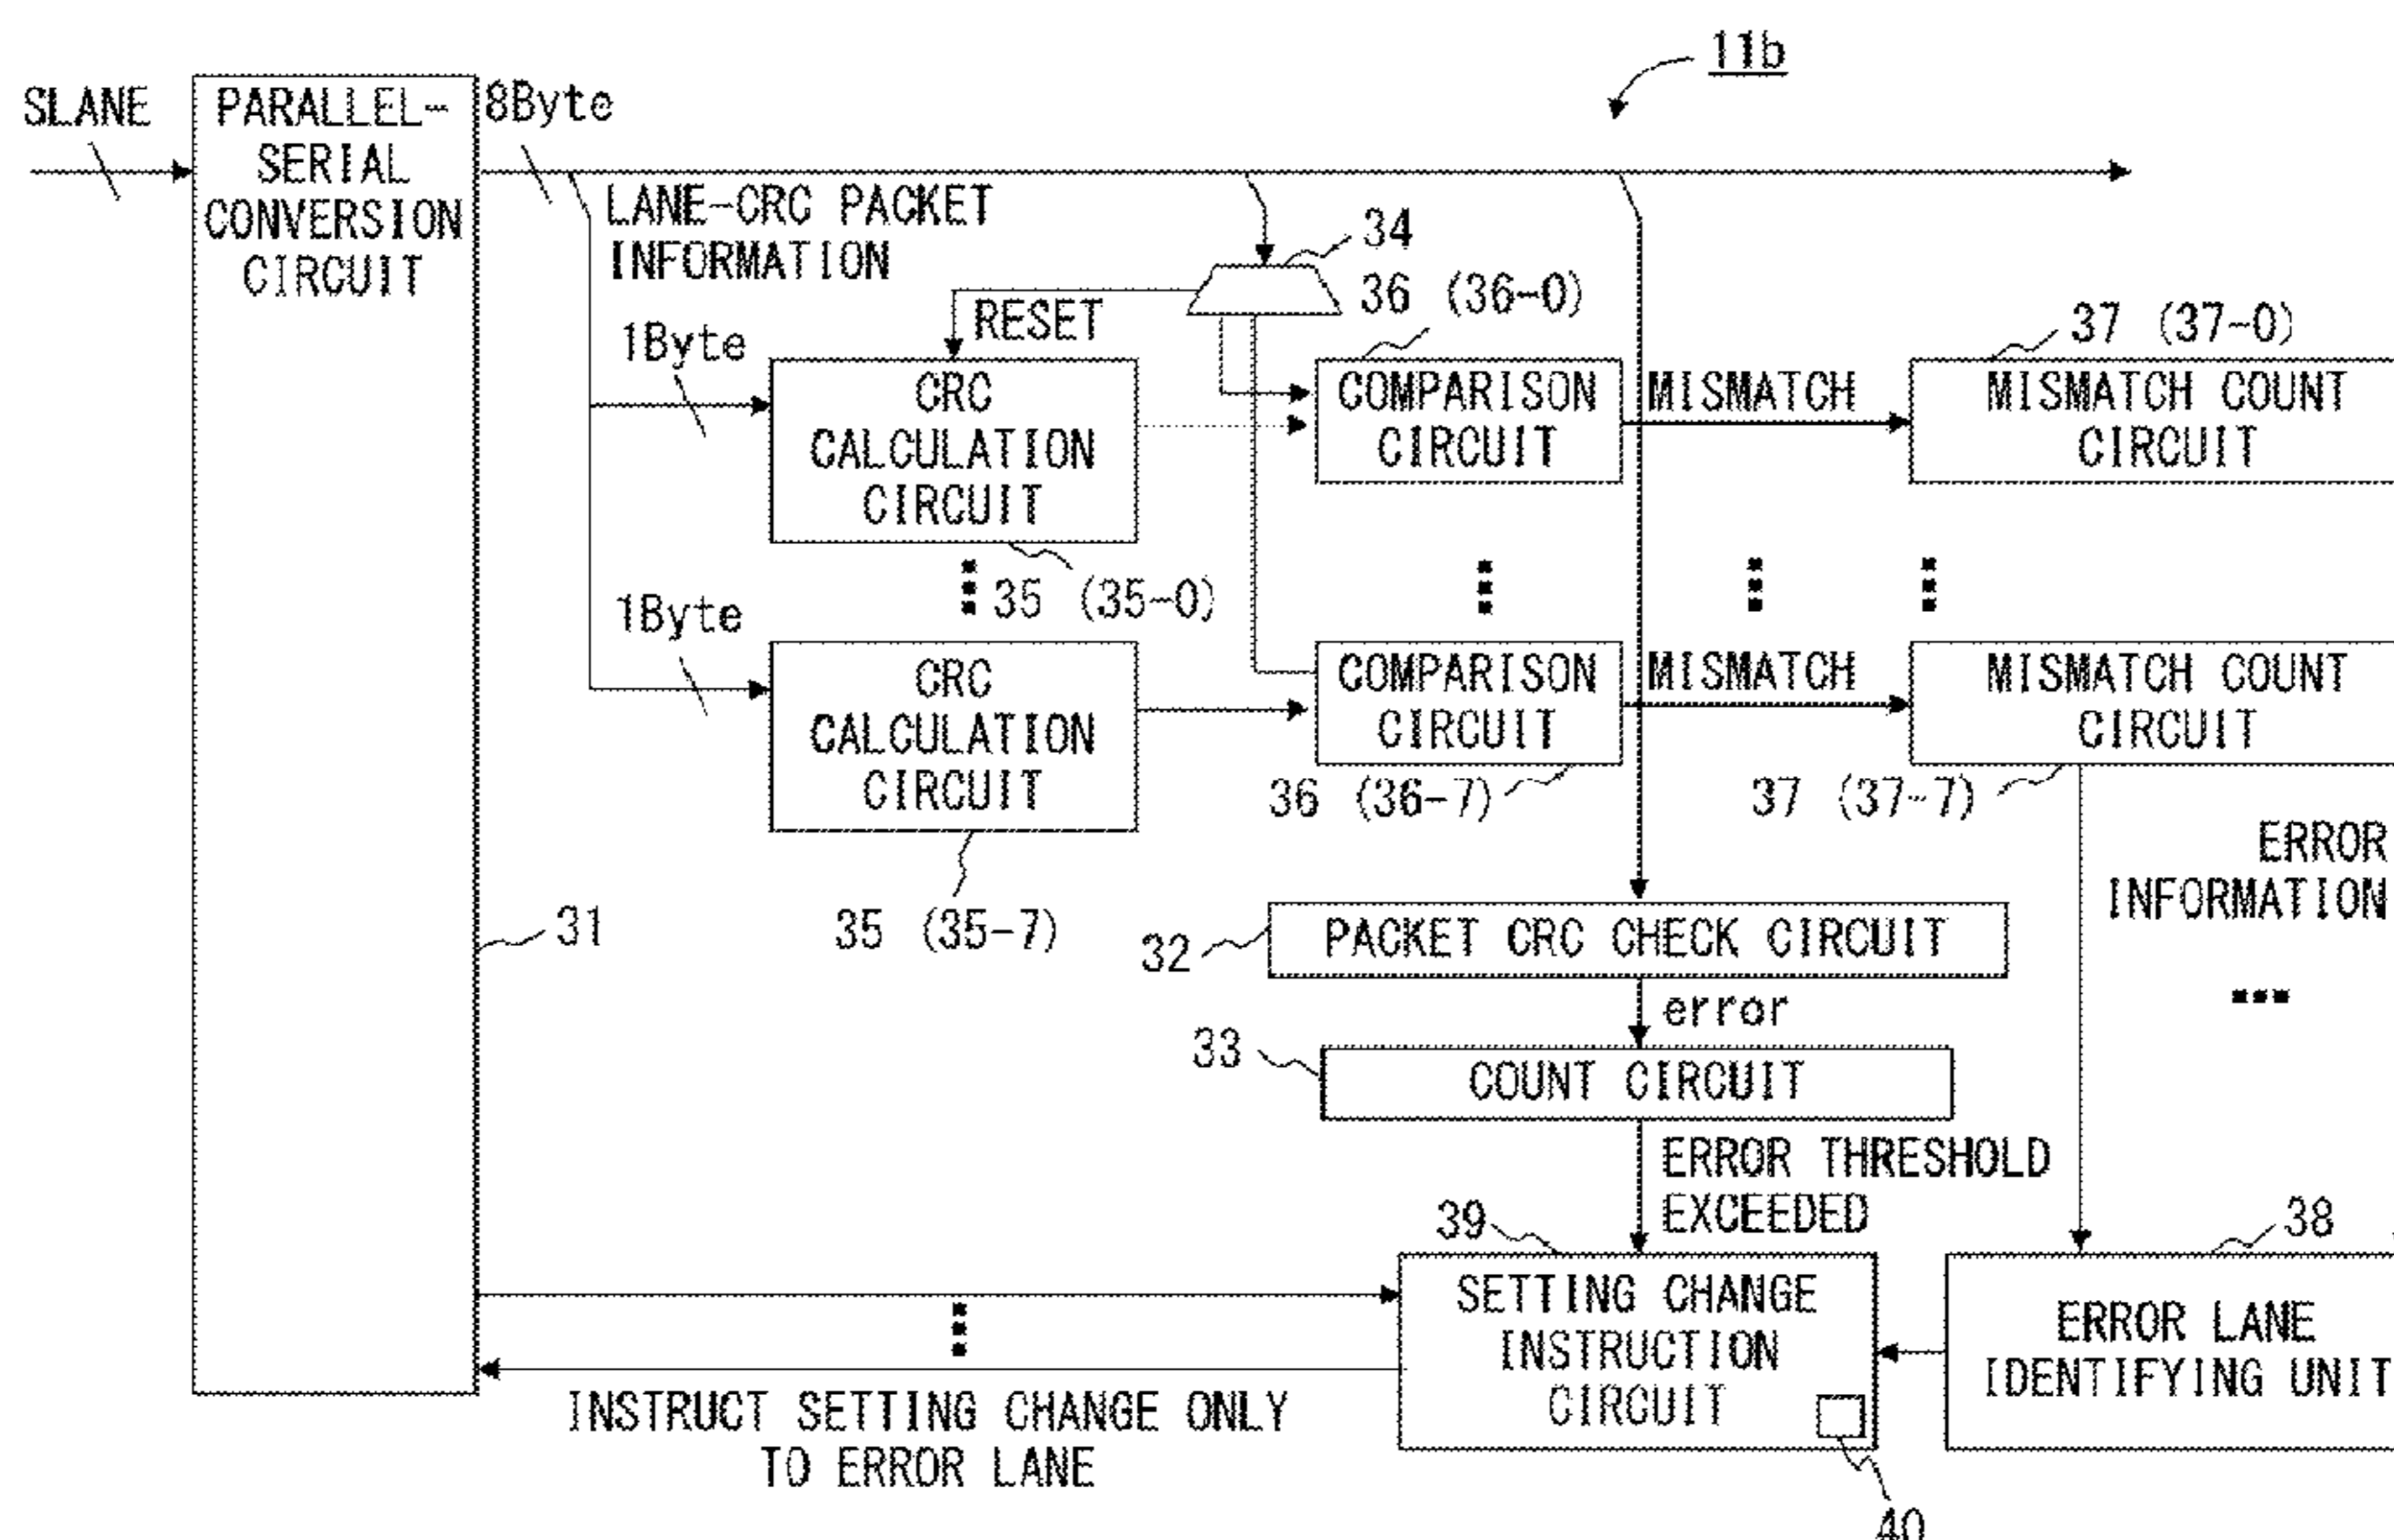 11b
SLANE
PARALLEL-
SERIAL
CONVERSION
CIRCUIT
8Byte
LANE-CRC PACKET
INFORMATION
34
RESET
36 (36-0)
37 (37-0)
1Byte
CRC
CALCULATION
CIRCUIT
COMPARISON
CIRCUIT
MISMATCH
MISMATCH COUNT
CIRCUIT
35 (35-0)
1Byte
CRC
CALCULATION
CIRCUIT
COMPARISON
CIRCUIT
MISMATCH
MISMATCH COUNT
CIRCUIT
36 (36-7)
37 (37-7)
ERROR
INFORMATION
35 (35-7)
31
32
PACKET CRC CHECK CIRCUIT
error
33
COUNT CIRCUIT
ERROR THRESHOLD
EXCEEDED
39
38
SETTING CHANGE
INSTRUCTION
CIRCUIT
ERROR LANE
IDENTIFYING UNIT
INSTRUCT SETTING CHANGE ONLY
TO ERROR LANE
40